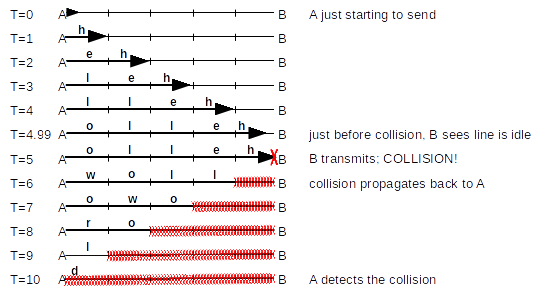 T=0 A B A just starting to send
T=1 A h B
T=2 A e h B
T=3 A l e h B
T=4 A l l e h B
T=4.99 A o l l e h B just before collision, B sees line is idle
T=5 A o l l e h B B transmits; COLLISION!
T=6 A w o l l B collision propagates back to A
T=7 A o w o B
T=8 A r o B
T=9 A l B
T=10 A d B A detects the collision